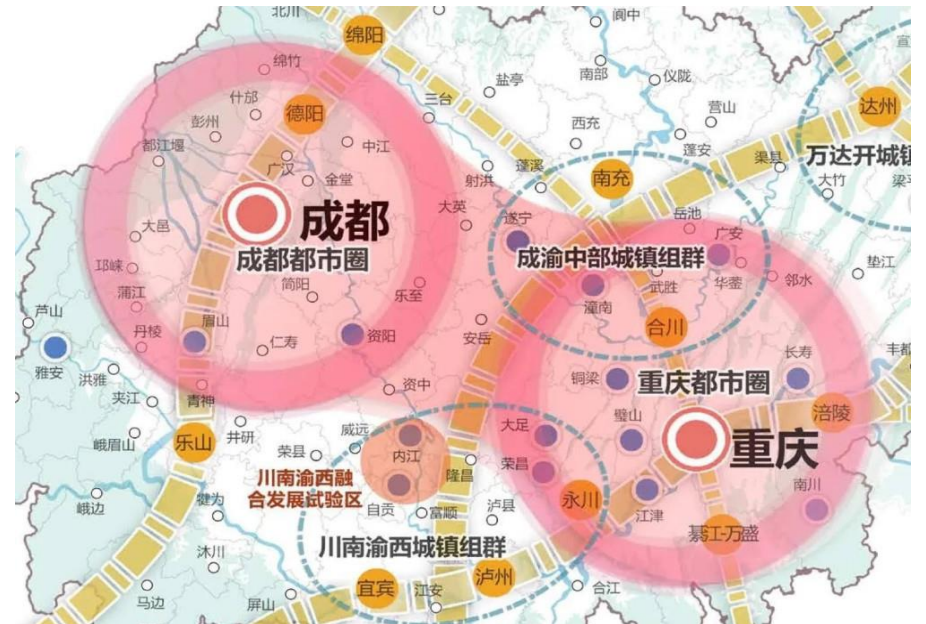 北川
阆中
绵阳
绵竹
盐亭
南部
仪陇
什邡
德阳
三台
营山
达州
彭州
西充
都江堰
中江
蓬安
渠县
万达开城镇
广汉
金堂
射洪
蓬溪
南充
大竹
梁平
成都
大英
遂宁
岳池
大邑
成都都市圈
成渝中部城镇组群
广安
邛崃
简阳
武胜
华蓥
邻水
垫江
蒲江
乐至
潼南
芦山
丹棱
眉山
仁寿
资阳
安岳
合川
长寿
丰都
雅安
洪雅
铜梁
重庆都市圈
夹江
青神
资中
璧山
涪陵
峨眉山
乐山
井研
威远
大足
重庆
荣县
内江
荣昌
川南渝西融
合发展试验区
隆昌
南川
峨边
犍为
自贡
富顺
泸县
永川
江津
綦江-万盛
沐川
川南渝西城镇组群
马边
屏山
宜宾
江安
泸州
合江